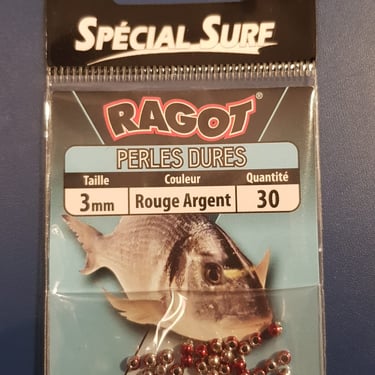 SPÉCIAL SURF
RAGOT®
PERLES DURES
Taille Couleur Quantité
3mm Rouge Argent 30